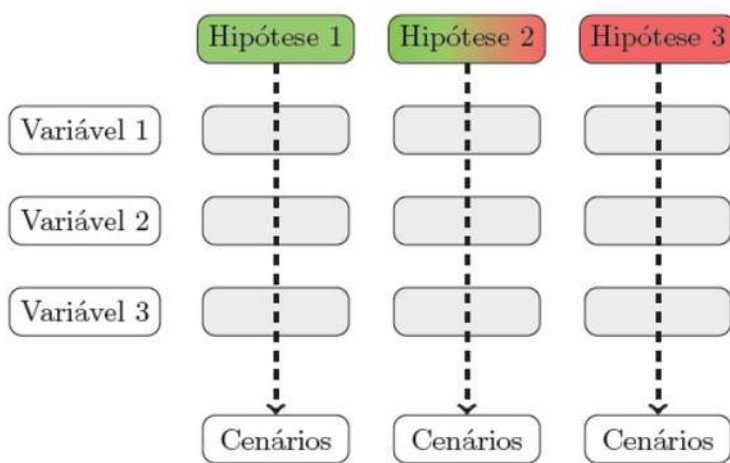 Hipótese 1
Hipótese 2
Hipótese 3
Variável 1
Variável 2
Variável 3
Cenários
Cenários
Cenários